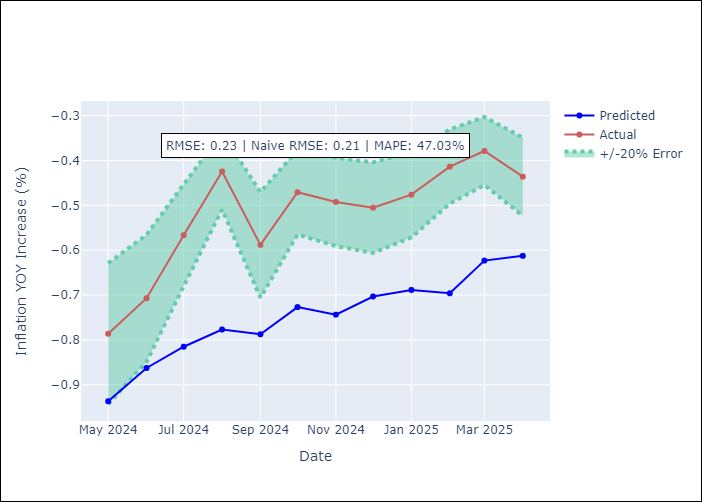 RMSE: 0.23 | Naive RMSE: 0.21 | MAPE: 47.03%
Predicted
Actual
+/-20% Error
Inflation YOY Increase (%)
−0.3
−0.4
−0.5
−0.6
−0.7
−0.8
−0.9
May 2024
Jul 2024
Sep 2024
Nov 2024
Jan 2025
Mar 2025
Date